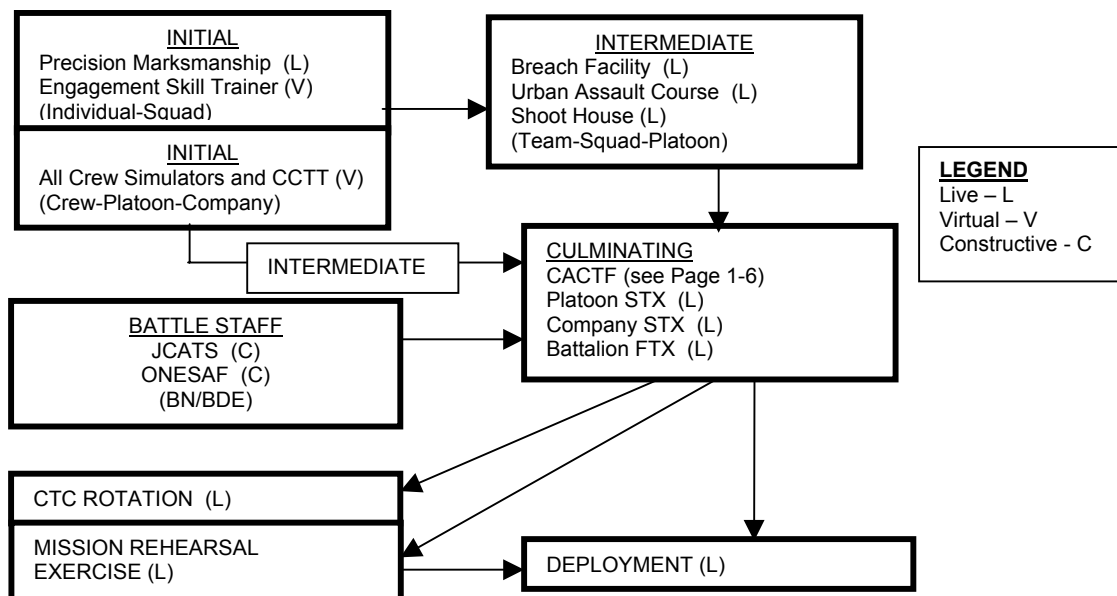 INITIAL
Precision Marksmanship (L)
Engagement Skill Trainer (V)
(Individual-Squad)
INITIAL
All Crew Simulators and CCTT (V)
(Crew-Platoon-Company)
INTERMEDIATE
Breach Facility (L)
Urban Assault Course (L)
Shoot House (L)
(Team-Squad-Platoon)
LEGEND
Live – L
Virtual – V
Constructive - C
INTERMEDIATE
CULMINATING
CACTF (see Page 1-6)
Platoon STX (L)
Company STX (L)
Battalion FTX (L)
BATTLE STAFF
JCATS (C)
ONESAF (C)
(BN/BDE)
CTC ROTATION (L)
MISSION REHEARSAL
EXERCISE (L)
DEPLOYMENT (L)